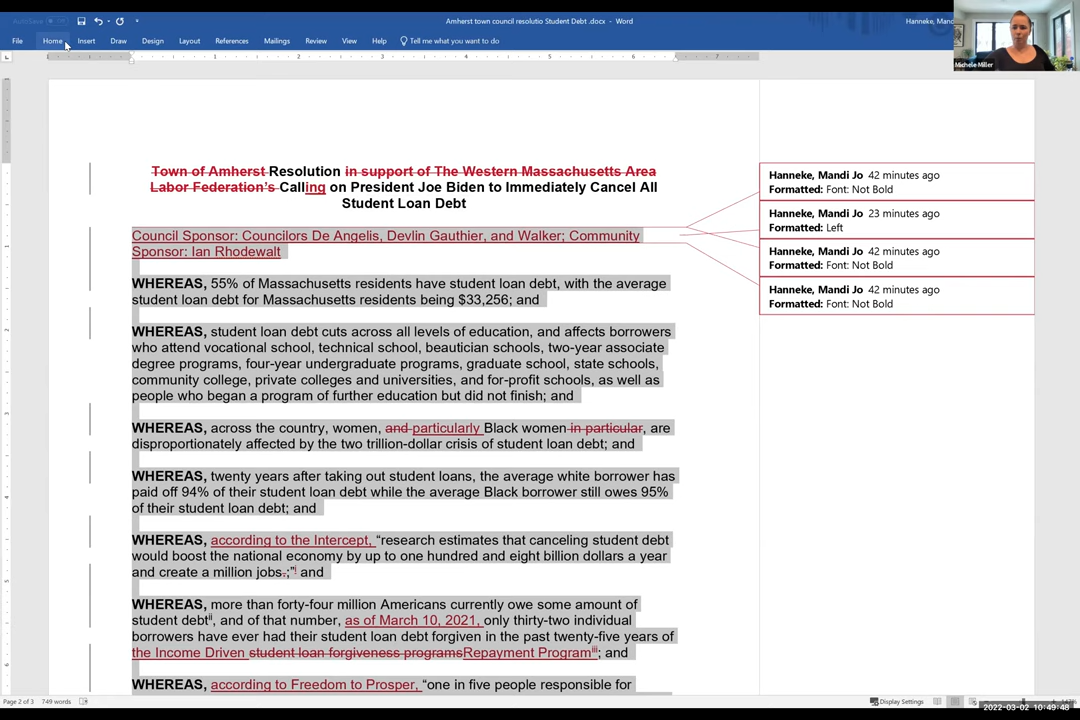 AutoSave
Amherst town council resolutio Student Debt .docx - Word
Hanneke, Mandi
File Home Insert Draw Design Layout References Mailings Review View Help Tell me what you want to do
Michele Miller
1 2 3 4 5 6 7
Town of Amherst Resolution in support of The Western Massachusetts Area
Labor Federation's Calling on President Joe Biden to Immediately Cancel All
Student Loan Debt
Council Sponsor: Councilors De Angelis, Devlin Gauthier, and Walker; Community
Sponsor: Ian Rhodewalt
WHEREAS, 55% of Massachusetts residents have student loan debt, with the average
student loan debt for Massachusetts residents being $33,256; and
WHEREAS, student loan debt cuts across all levels of education, and affects borrowers
who attend vocational school, technical school, beautician schools, two-year associate
degree programs, four-year undergraduate programs, graduate school, state schools,
community college, private colleges and universities, and for-profit schools, as well as
people who began a program of further education but did not finish; and
WHEREAS, across the country, women, and particularly Black women in particular, are
disproportionately affected by the two trillion-dollar crisis of student loan debt; and
WHEREAS, twenty years after taking out student loans, the average white borrower has
paid off 94% of their student loan debt while the average Black borrower still owes 95%
of their student loan debt; and
WHEREAS, according to the Intercept, “research estimates that canceling student debt
would boost the national economy by up to one hundred and eight billion dollars a year
and create a million jobs.;”i and
WHEREAS, more than forty-four million Americans currently owe some amount of
student debtii, and of that number, as of March 10, 2021, only thirty-two individual
borrowers have ever had their student loan debt forgiven in the past twenty-five years of
the Income Driven student loan forgiveness programsRepayment Programiii; and
WHEREAS, according to Freedom to Prosper, “one in five people responsible for
Hanneke, Mandi Jo 42 minutes ago
Formatted: Font: Not Bold
Hanneke, Mandi Jo 23 minutes ago
Formatted: Left
Hanneke, Mandi Jo 42 minutes ago
Formatted: Font: Not Bold
Hanneke, Mandi Jo 42 minutes ago
Formatted: Font: Not Bold
Page 2 of 3 749 words
Display Settings
2022-03-02 10:49:48